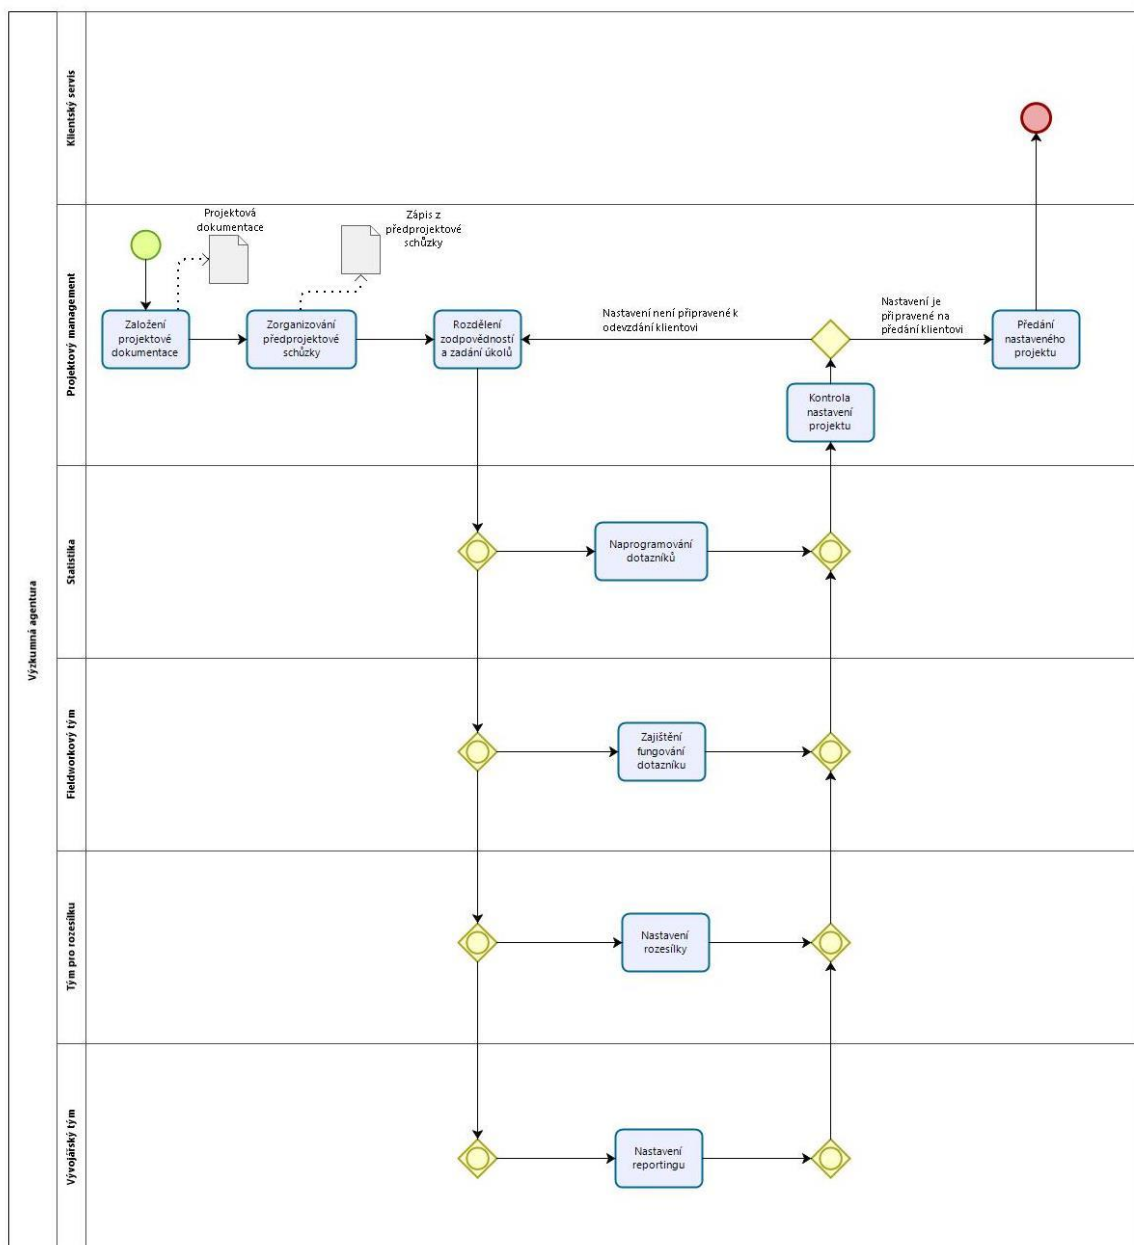 Výzkumná agentura
Klientský servis
Projektový management
Projektová
dokumentace
Zápis z
předprojektové
schůzky
Založení
projektové
dokumentace
Zorganizování
předprojektové
schůzky
Rozdělení
zodpovědností
a zadání úkolů
Nastavení není připravené k
odevzdání klientovi
Nastavení je
připravené na
předání klientovi
Předání
nastaveného
projektu
Kontrola
nastavení
projektu
Statistika
Naprogramování
dotazníků
Fieldworkový tým
Zajištění
fungování
dotazníku
Tým pro rozesílku
Nastavení
rozesílky
Vývojářský tým
Nastavení
reportingu